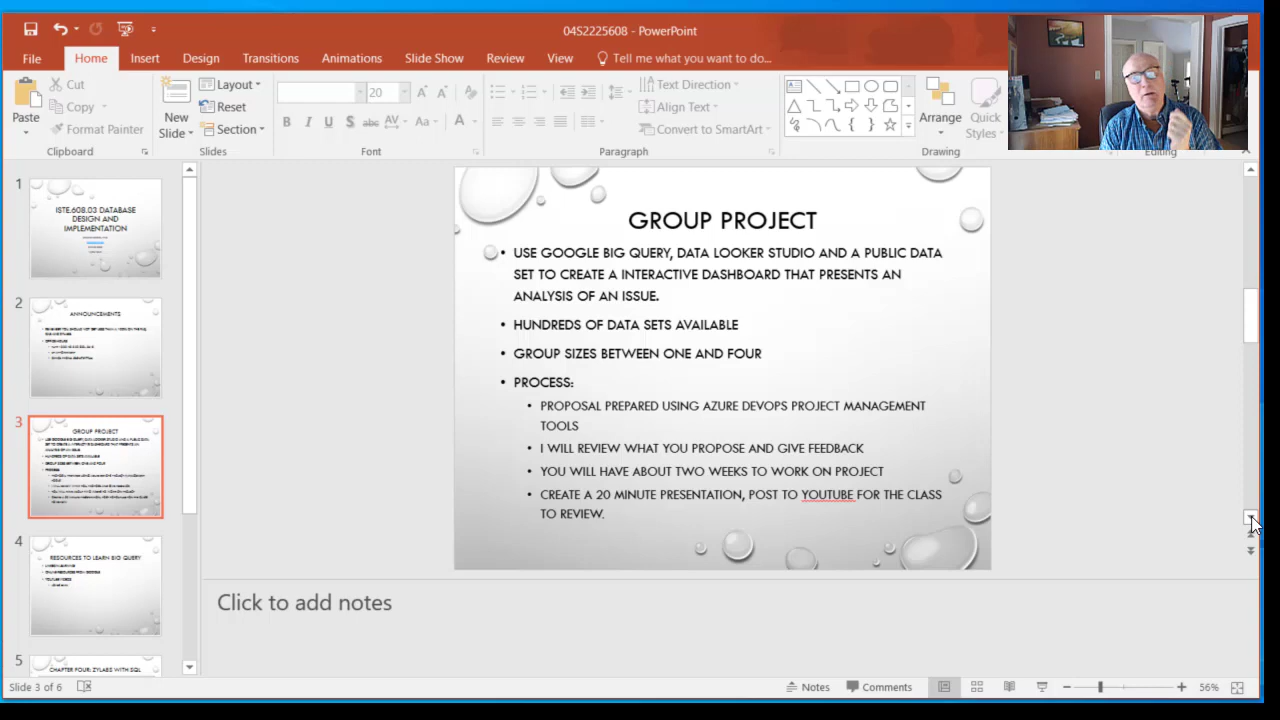 04S2225608 - PowerPoint
File Home Insert Design Transitions Animations Slide Show Review View Tell me what you want to do...
Paste
Cut
Copy
Format Painter
Clipboard
New
Slide
Layout
Reset
Section
Slides
20
Font
Text Direction
Align Text
Convert to SmartArt
Paragraph
Arrange
Quick
Styles
Drawing
Editing
1
ISTE.608.03 DATABASE
DESIGN AND
IMPLEMENTATION
2
ANNOUNCEMENTS
3
GROUP PROJECT
4
RESOURCES TO LEARN BIG QUERY
5
CHAPTER FOUR: ZYLABS WITH SQL
GROUP PROJECT
• USE GOOGLE BIG QUERY, DATA LOOKER STUDIO AND A PUBLIC DATA
SET TO CREATE A INTERACTIVE DASHBOARD THAT PRESENTS AN
ANALYSIS OF AN ISSUE.
• HUNDREDS OF DATA SETS AVAILABLE
• GROUP SIZES BETWEEN ONE AND FOUR
• PROCESS:
• PROPOSAL PREPARED USING AZURE DEVOPS PROJECT MANAGEMENT
TOOLS
• I WILL REVIEW WHAT YOU PROPOSE AND GIVE FEEDBACK
• YOU WILL HAVE ABOUT TWO WEEKS TO WORK ON PROJECT
• CREATE A 20 MINUTE PRESENTATION, POST TO YOUTUBE FOR THE CLASS
TO REVIEW.
Click to add notes
Slide 3 of 6
Notes
Comments
56%